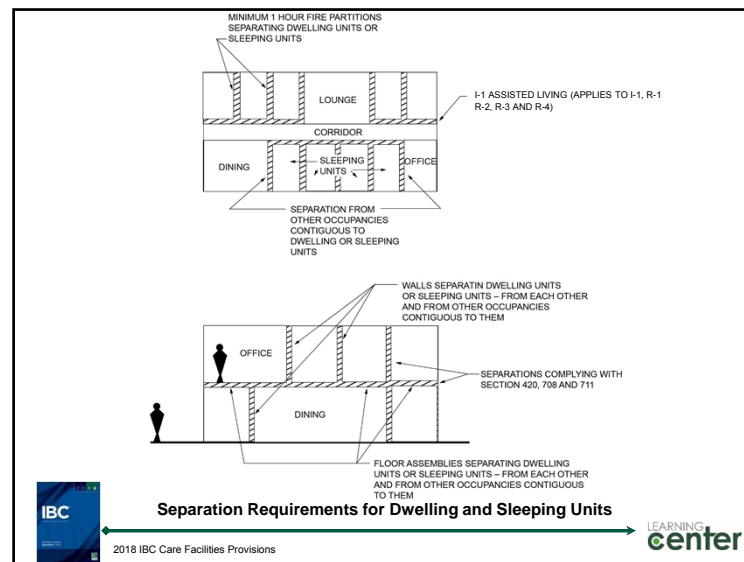 MINIMUM 1 HOUR FIRE PARTITIONS
SEPARATING DWELLING UNITS OR
SLEEPING UNITS
LOUNGE
I-1 ASSISTED LIVING (APPLIES TO I-1, R-1
R-2, R-3 AND R-4)
CORRIDOR
DINING
SLEEPING
UNITS
OFFICE
SEPARATION FROM
OTHER OCCUPANCIES
CONTIGUOUS TO
DWELLING OR SLEEPING
UNITS
WALLS SEPARATIN DWELLING UNITS
OR SLEEPING UNITS – FROM EACH OTHER
AND FROM OTHER OCCUPANCIES
CONTIGUOUS TO THEM
OFFICE
SEPARATIONS COMPLYING WITH
SECTION 420, 708 AND 711
DINING
FLOOR ASSEMBLIES SEPARATING DWELLING
UNITS OR SLEEPING UNITS – FROM EACH OTHER
AND FROM OTHER OCCUPANCIES CONTIGUOUS
TO THEM
IBC
Separation Requirements for Dwelling and Sleeping Units
2018 IBC Care Facilities Provisions
LEARNING
center